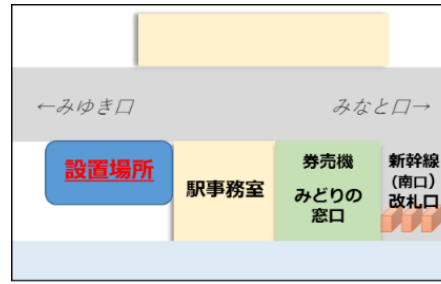 ←みゆき口
みなと口→
設置場所
駅事務室
券売機
みどりの
窓口
新幹線
(南口)
改札口